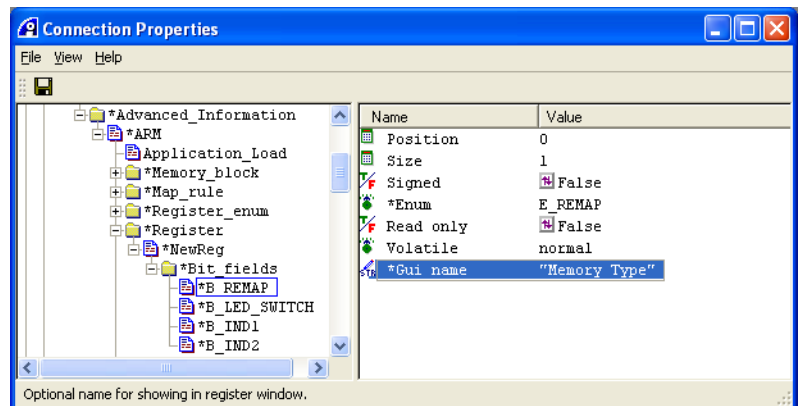 Connection Properties
File View Help
*Advanced_Information
*ARM
Application_Load
*Memory_block
*Map_rule
*Register_enum
*Register
*NewReg
*Bit_fields
*B_REMAP
*B_LED_SWITCH
*B_IND1
*B_IND2
Name Value
Position 0
Size 1
T/F Signed False
*Enum E_REMAP
T/F Read only False
Volatile normal
STR *Gui name "Memory Type"
Optional name for showing in register window.